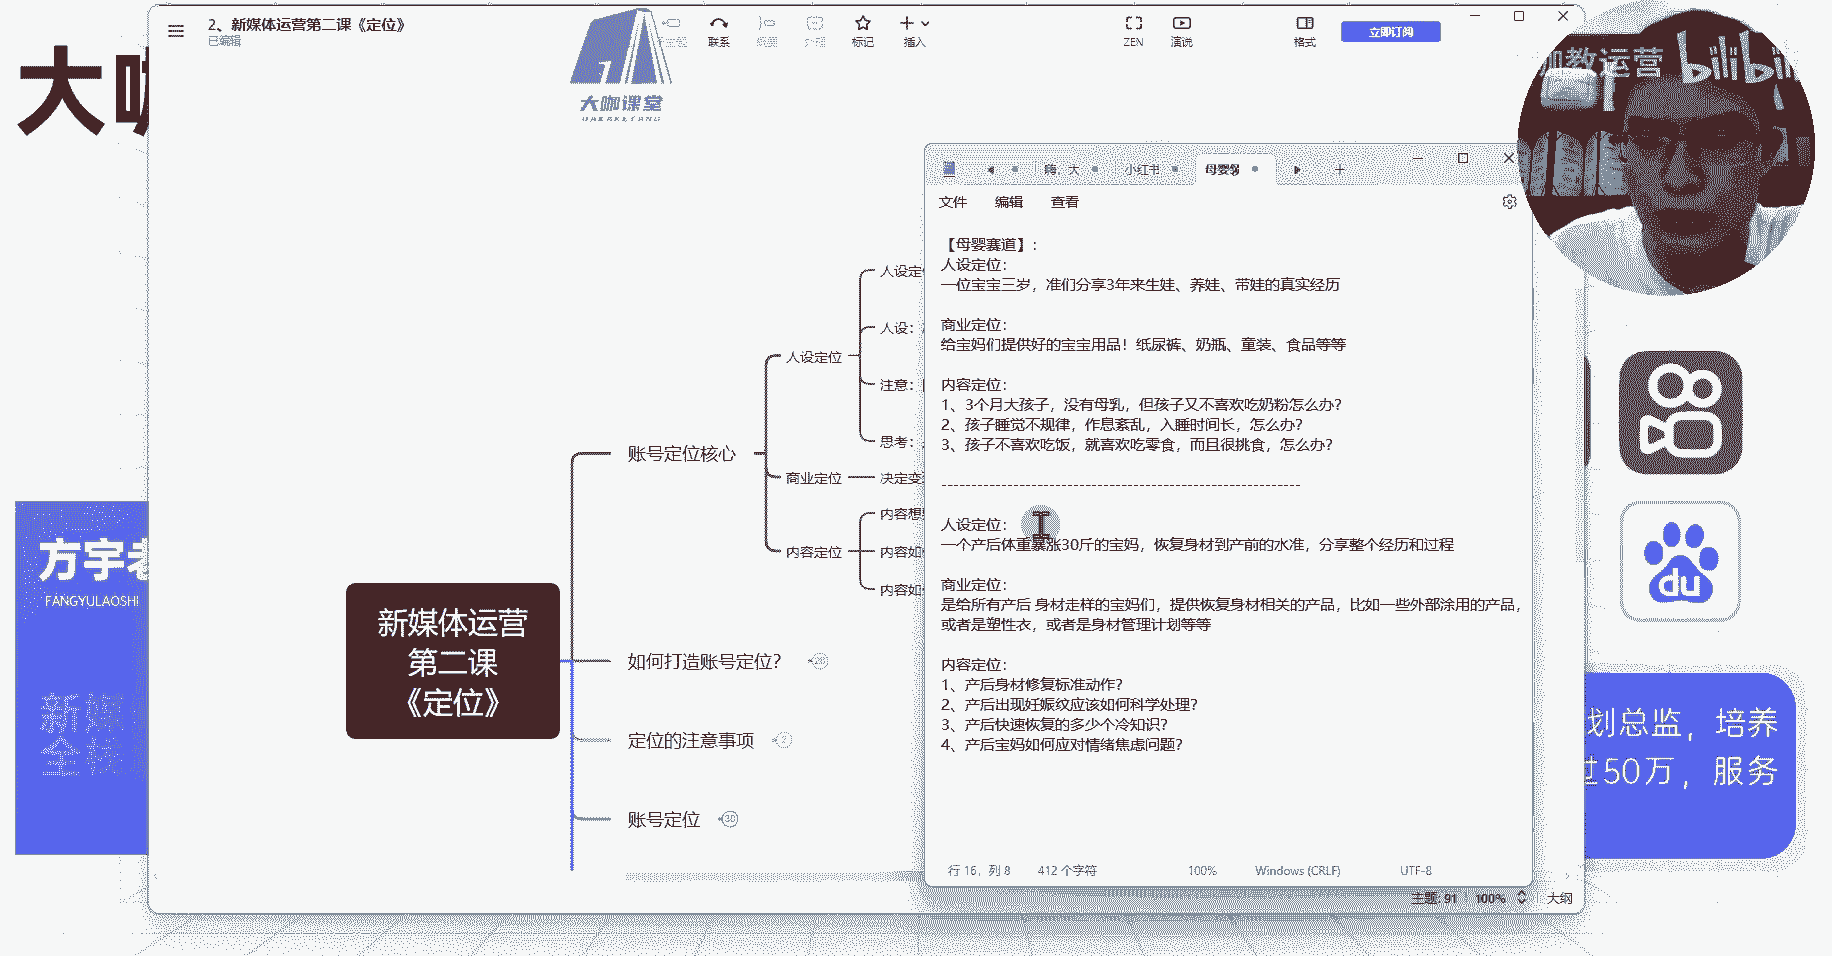 2、新媒体运营第二课《定位》
已编辑
联系
标记
插入
ZEN
演说
格式
立即订阅
大咖课堂
DAKAKETANG
咖教运营
bilibili
大咖
方宇老
FANGYULAOSHI
新媒
全栈
新媒体运营
第二课
《定位》
账号定位核心
人设定位
人设定
人设：
注意：
思考：
商业定位
决定变
内容定位
内容想
内容如
内容如
如何打造账号定位？
定位的注意事项
2
账号定位
38
嗨，大
小红书
母婴
文件
编辑
查看
【母婴赛道】:
人设定位：
一位宝宝三岁，准们分享3年来生娃、养娃、带娃的真实经历
商业定位：
给宝妈们提供好的宝宝用品！纸尿裤、奶瓶、童装、食品等等
内容定位：
1、3个月大孩子，没有母乳，但孩子又不喜欢吃奶粉怎么办？
2、孩子睡觉不规律，作息紊乱，入睡时间长，怎么办？
3、孩子不喜欢吃饭，就喜欢吃零食，而且很挑食，怎么办？
------------------------------------------------------------
人设定位：
一个产后体重暴涨30斤的宝妈，恢复身材到产前的水准，分享整个经历和过程
商业定位：
是给所有产后 身材走样的宝妈们，提供恢复身材相关的产品，比如一些外部涂用的产品，
或者是塑性衣，或者是身材管理计划等等
内容定位：
1、产后身材修复标准动作？
2、产后出现妊娠纹应该如何科学处理？
3、产后快速恢复的多少个冷知识？
4、产后宝妈如何应对情绪焦虑问题？
行 16，列 8
412 个字符
100%
Windows (CRLF)
UTF-8
主题: 91
100%
大纲
du
划总监，培养
过50万，服务